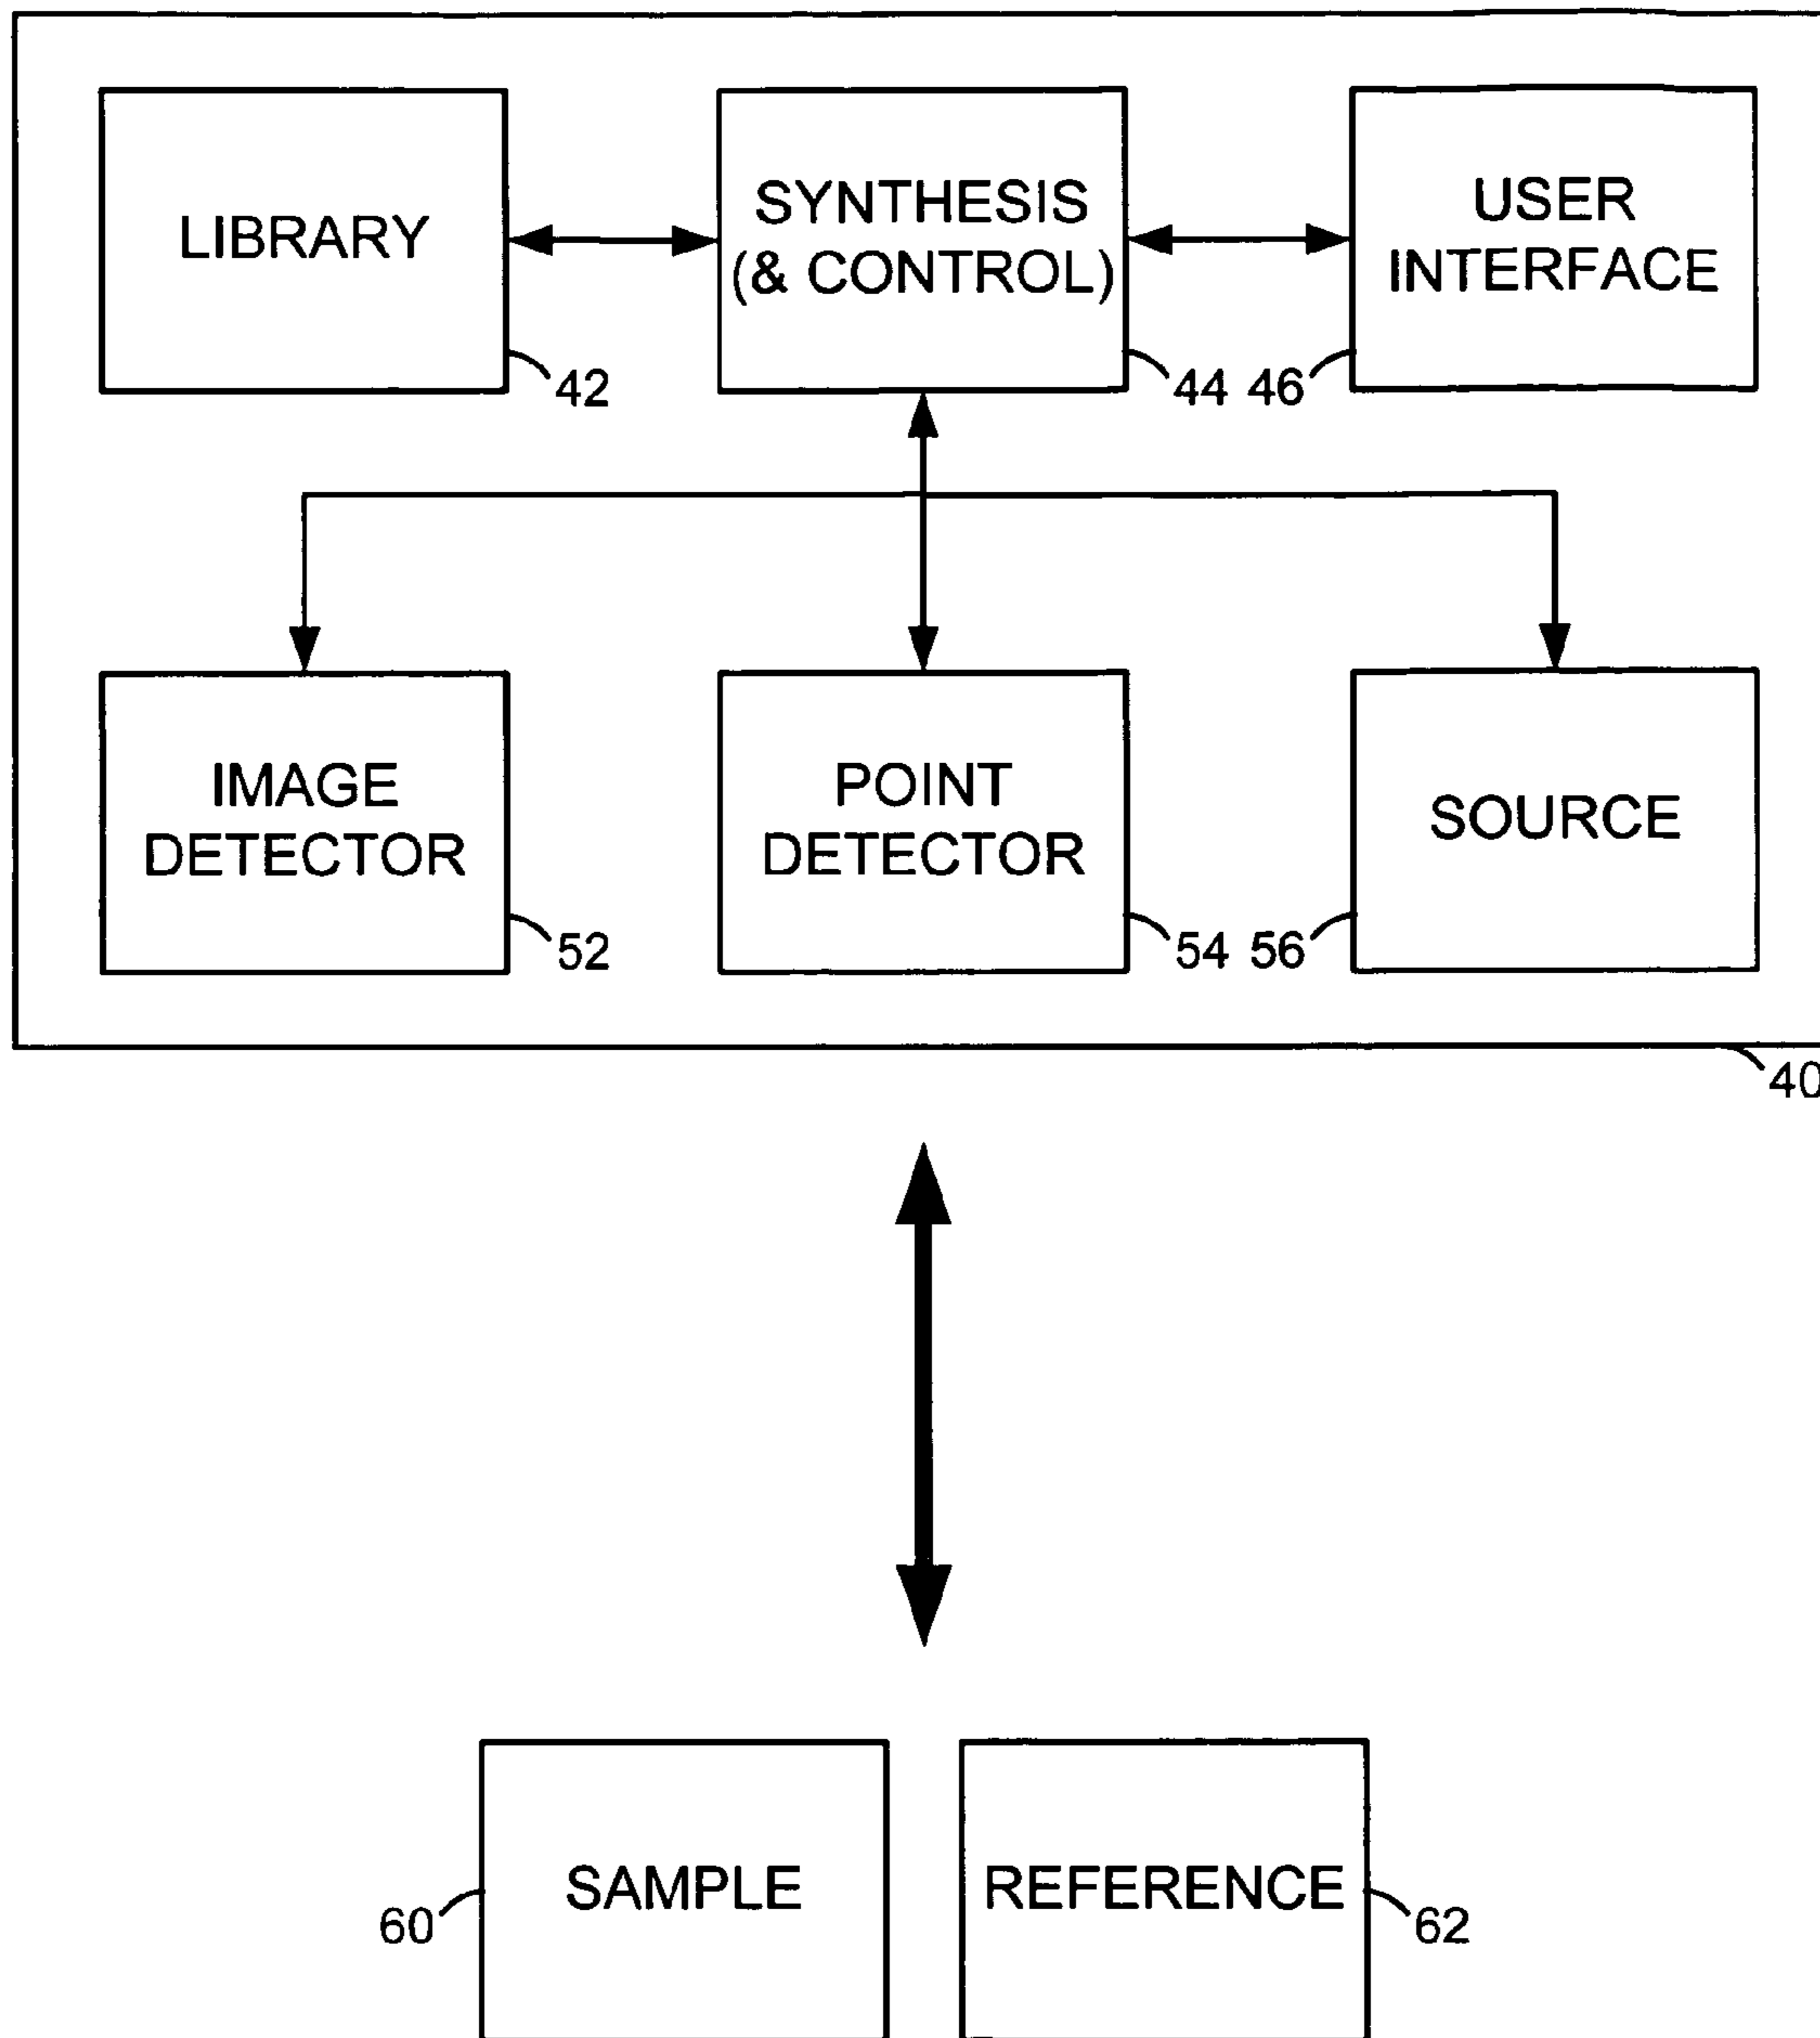 LIBRARY
42
SYNTHESIS
(& CONTROL)
44
USER
INTERFACE
46
IMAGE
DETECTOR
52
POINT
DETECTOR
54
SOURCE
56
40
SAMPLE
60
REFERENCE
62